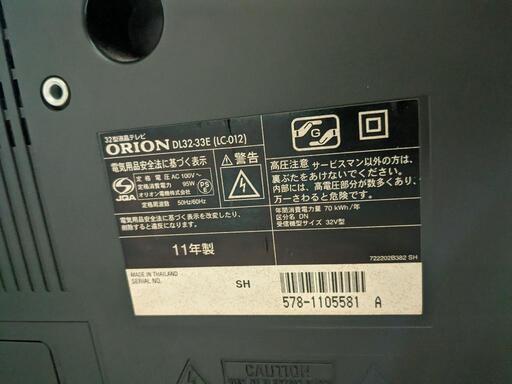 32型液晶テレビ
ORION DL32-33E (LC-012)
電気用品安全法に基づく表示
JQA
定格電圧 AC 100V
定格消費電力 95W
オリオン電機株式会社
定格周波数 50Hz/60Hz
PS
電気用品安全法に基づく表示を変更したり、
削除すると違反になります。
11年製
MADE IN THAILAND
SERIAL NO.
SH
警告
G
高圧注意 サービスマン以外の方は、
裏ぶたをあけないでください。
内部には、高電圧部分が数多く、
万一さわると危険です。
年間消費電力量 70 kWh/年
区分名 DN
受信機型サイズ 32V型
722202B382 SH
578-1105581 A
CAUTION